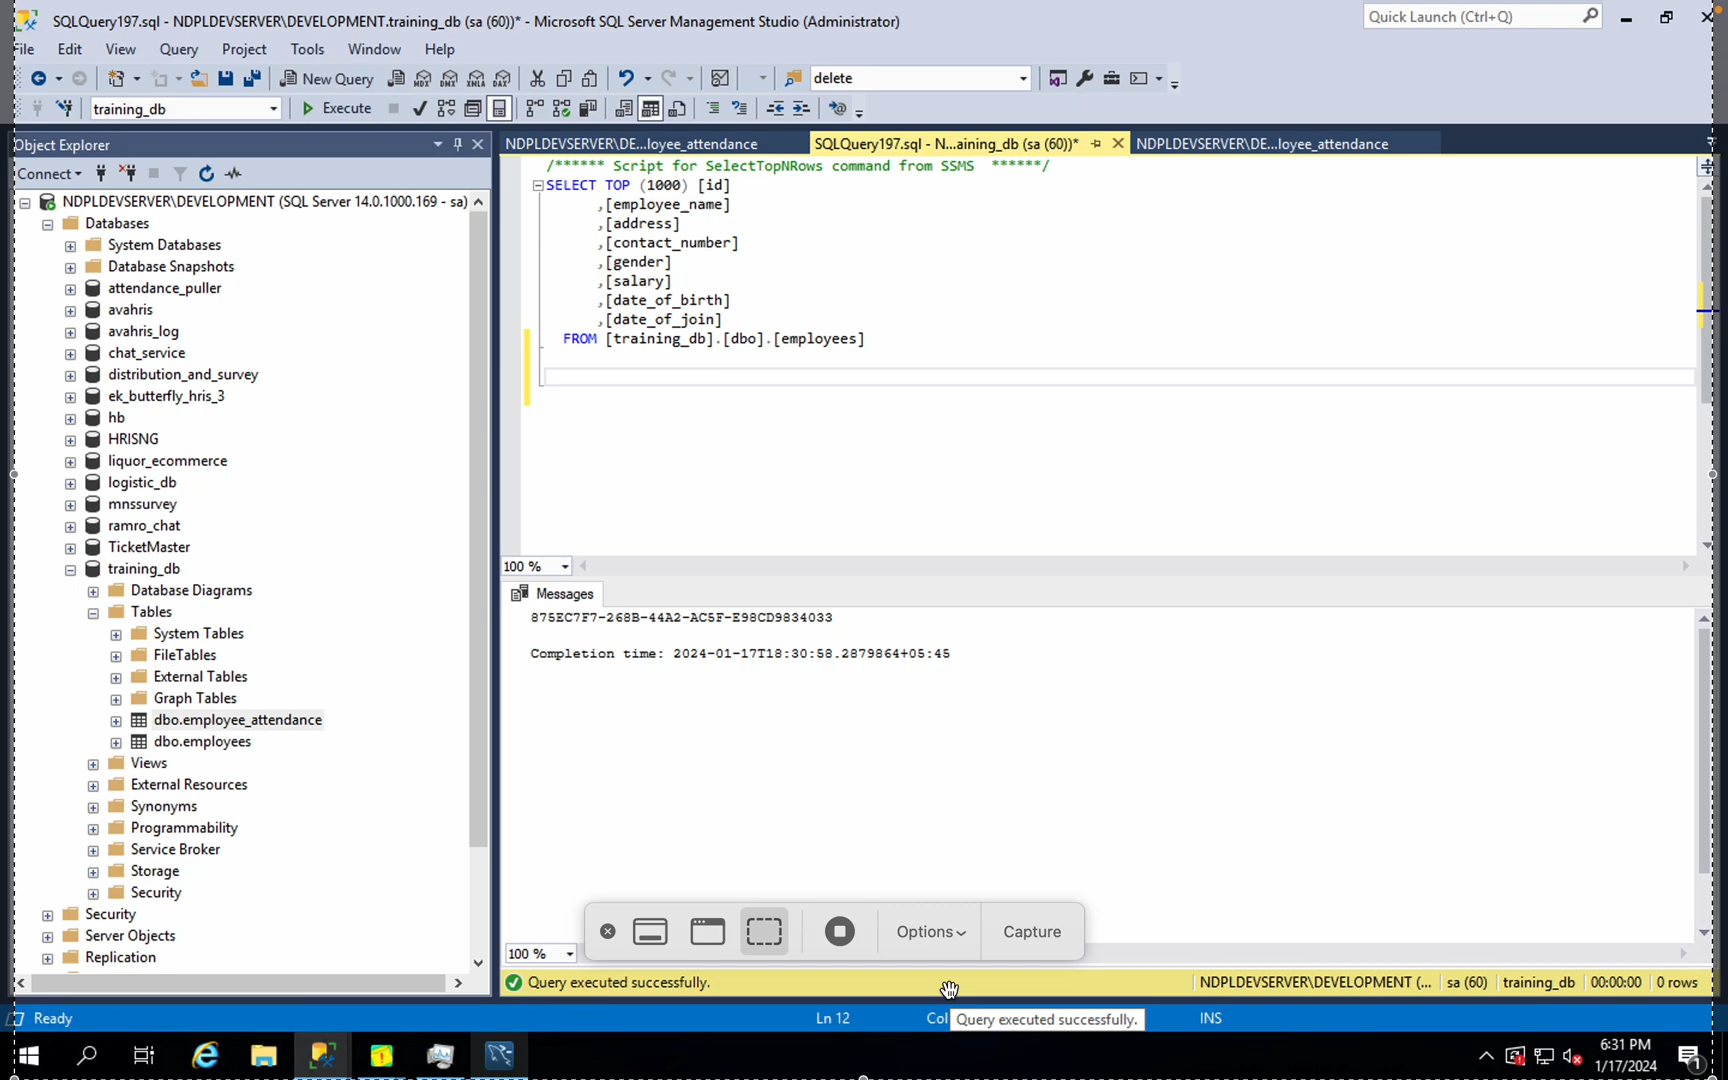 SQLQuery197.sql - NDPLDEVSERVER\DEVELOPMENT.training_db (sa (60))* - Microsoft SQL Server Management Studio (Administrator)
Quick Launch (Ctrl+Q)
File Edit View Query Project Tools Window Help
New Query
MDX DMX XMLA DAX
delete
training_db
Execute
Object Explorer
NDPLDEVSERVER\DE...loyee_attendance
SQLQuery197.sql - N...aining_db (sa (60))*
NDPLDEVSERVER\DE...loyee_attendance
Connect
NDPLDEVSERVER\DEVELOPMENT (SQL Server 14.0.1000.169 - sa)
Databases
System Databases
Database Snapshots
attendance_puller
avahris
avahris_log
chat_service
distribution_and_survey
ek_butterfly_hris_3
hb
HRISNG
liquor_ecommerce
logistic_db
mnssurvey
ramro_chat
TicketMaster
training_db
Database Diagrams
Tables
System Tables
FileTables
External Tables
Graph Tables
dbo.employee_attendance
dbo.employees
Views
External Resources
Synonyms
Programmability
Service Broker
Storage
Security
Security
Server Objects
Replication
/****** Script for SelectTopNRows command from SSMS  ******/
SELECT TOP (1000) [id]
,[employee_name]
,[address]
,[contact_number]
,[gender]
,[salary]
,[date_of_birth]
,[date_of_join]
FROM [training_db].[dbo].[employees]
100 %
Messages
875EC7F7-268B-44A2-AC5F-E98CD9834033
Completion time: 2024-01-17T18:30:58.2879864+05:45
Options
Capture
100 %
Query executed successfully.
NDPLDEVSERVER\DEVELOPMENT (... sa (60) training_db 00:00:00 0 rows
Ready
Ln 12
Col
Query executed successfully.
INS
6:31 PM
1/17/2024
1